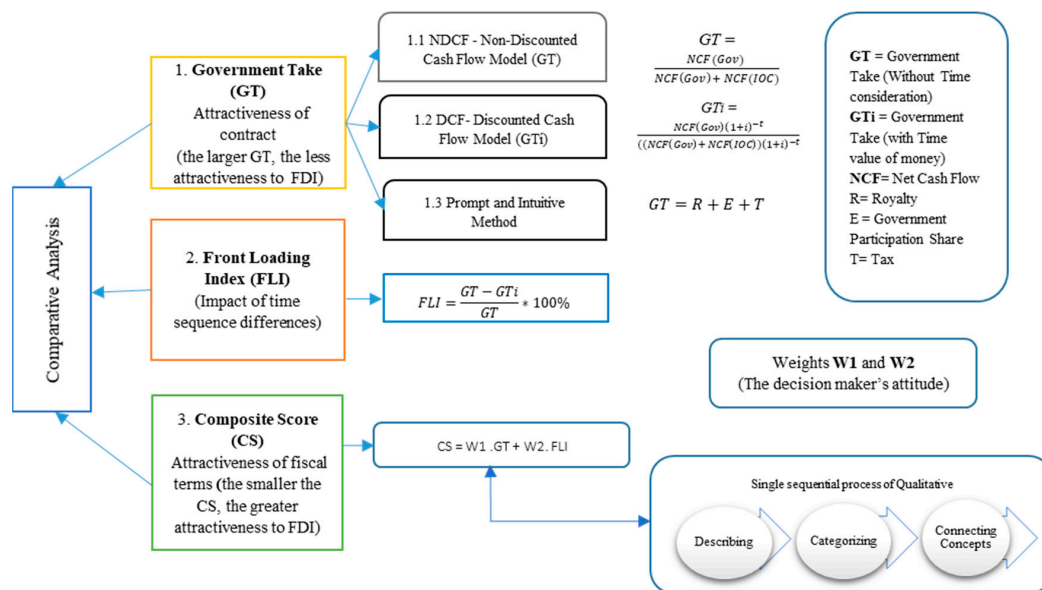 Comparative Analysis
1. Government Take
(GT)
Attractiveness of
contract
(the larger GT, the less
attractiveness to FDI)
1.1 NDCF - Non-Discounted
Cash Flow Model (GT)
1.2 DCF- Discounted Cash
Flow Model (GTi)
1.3 Prompt and Intuitive
Method
GT =
NCF(Gov)
NCF(Gov)+ NCF(IOC)
GTi =
NCF(Gov)(1+i)^{-t}
((NCF(Gov)+NCF(IOC))(1+i)^{-t}
GT = R + E + T
GT = Government
Take (Without Time
consideration)
GTi = Government
Take (with Time
value of money)
NCF= Net Cash Flow
R= Royalty
E = Government
Participation Share
T= Tax
2. Front Loading
Index (FLI)
(Impact of time
sequence differences)
FLI = \frac{GT - GTi}{GT} * 100%
Weights W1 and W2
(The decision maker's attitude)
3. Composite Score
(CS)
Attractiveness of fiscal
terms (the smaller the
CS, the greater
attractiveness to FDI)
CS = W1 .GT + W2. FLI
Single sequential process of Qualitative
Describing
Categorizing
Connecting
Concepts